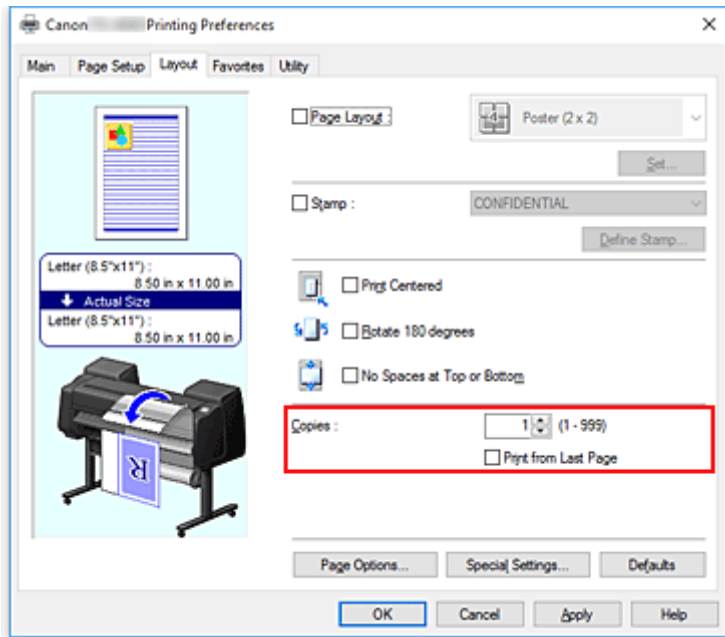 Canon Printing Preferences
Main Page Setup Layout Favorites Utility
Page Layout :
Poster (2 x 2)
Set...
Stamp :
CONFIDENTIAL
Define Stamp...
Letter (8.5"x11") :
8.50 in x 11.00 in
Actual Size
Letter (8.5"x11") :
8.50 in x 11.00 in
Print Centered
Rotate 180 degrees
No Spaces at Top or Bottom
Copies :
1 (1 - 999)
Print from Last Page
R
Page Options... Special Settings... Defaults
OK Cancel Apply Help